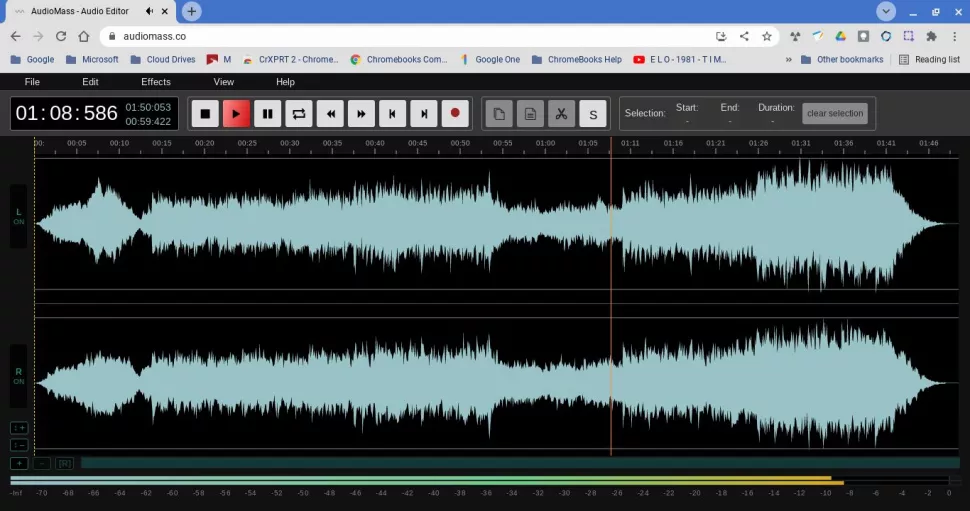 AudioMass - Audio Editor
audiomass.co
Google Microsoft Cloud Drives M CrXPRT 2 - Chrome... Chromebooks Com... Google One ChromeBooks Help E L O - 1981 - T I M... » Other bookmarks Reading list
File Edit Effects View Help
01:08:586
01:50:053
00:59:422
S
Selection:
Start: End: Duration:
- - -
clear selection
00: 00:05 00:10 00:15 00:20 00:25 00:30 00:35 00:40 00:45 00:50 00:55 01:00 01:05 01:11 01:16 01:21 01:26 01:31 01:36 01:41 01:46
L
ON
R
ON
1 +
1 –
+ - [R]
-Inf -70 -68 -66 -64 -62 -60 -58 -56 -54 -52 -50 -48 -46 -44 -42 -40 -38 -36 -34 -32 -30 -28 -26 -24 -22 -20 -18 -16 -14 -12 -10 -8 -6 -4 -2 0